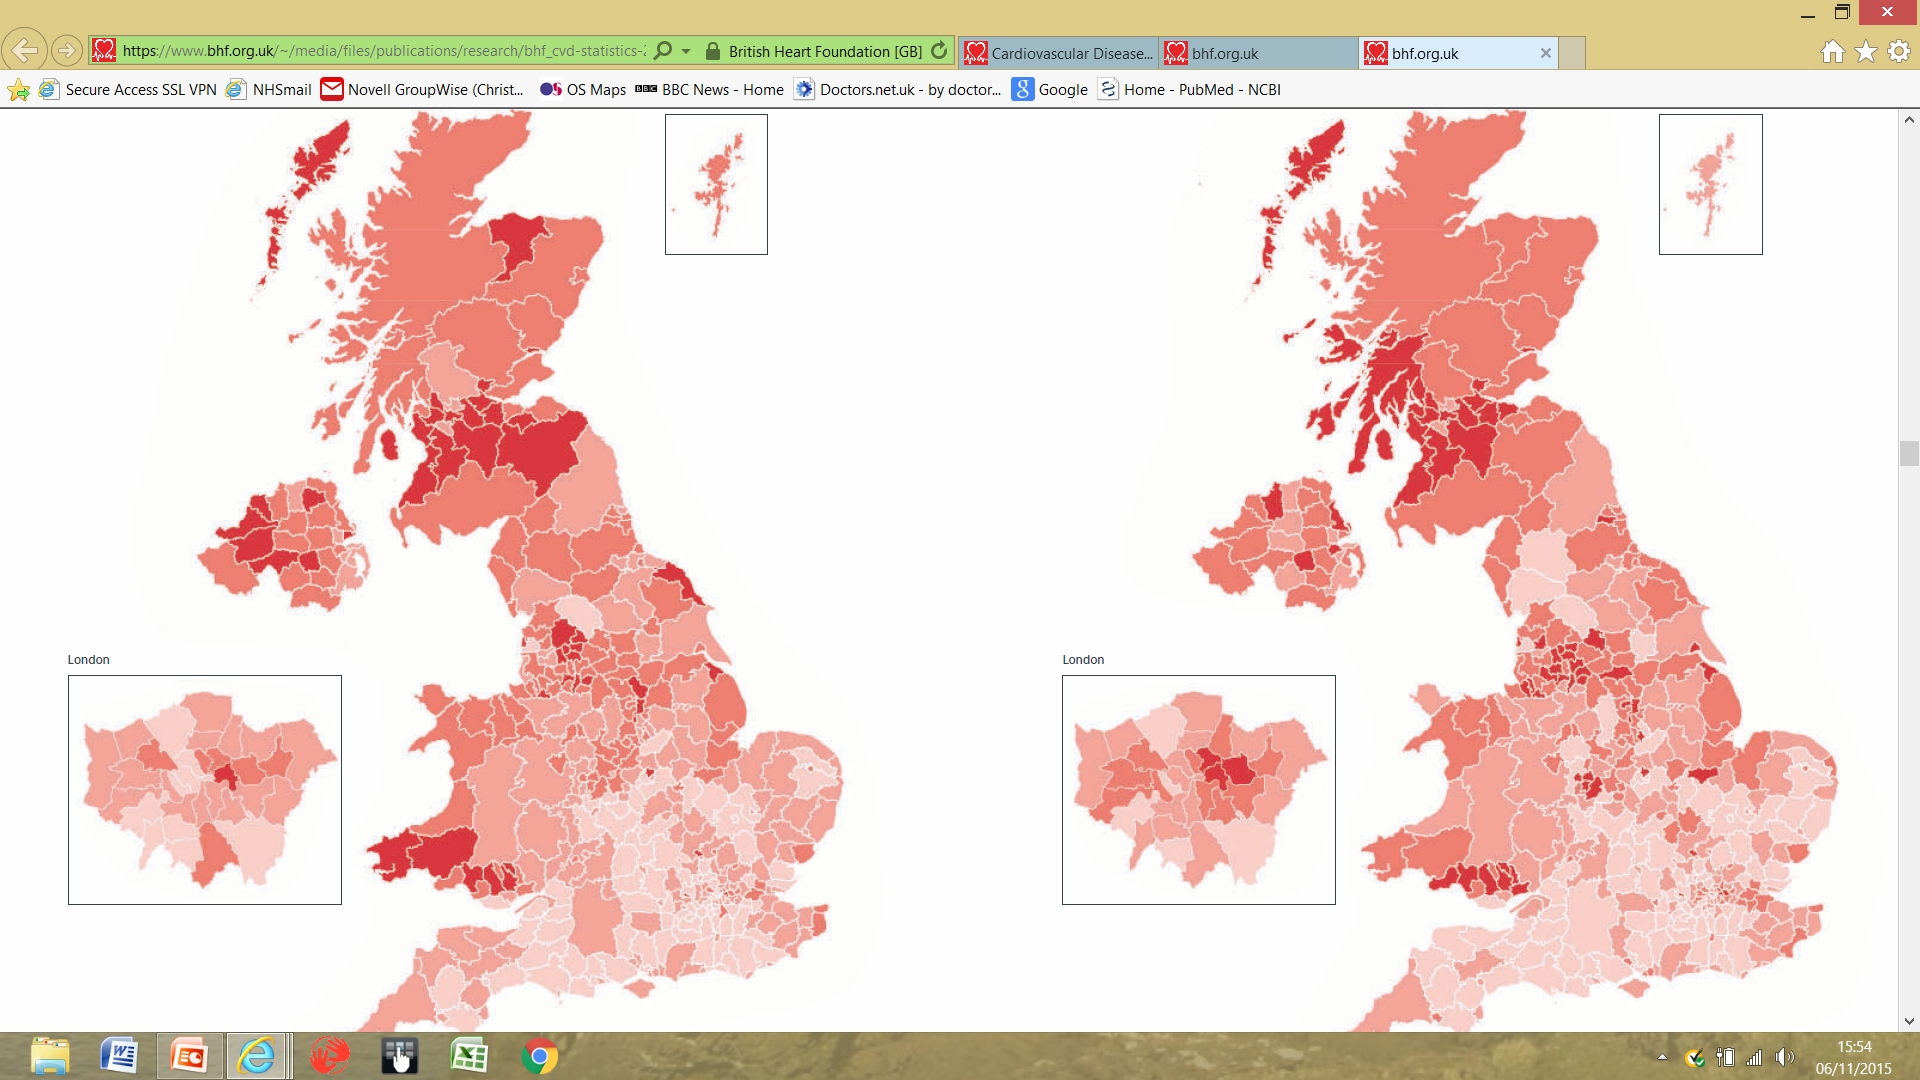 https://www.bhf.org.uk/~/media/files/publications/research/bhf_cvd-statistics-2
British Heart Foundation [GB]
Cardiovascular Disease...
bhf.org.uk
bhf.org.uk
Secure Access SSL VPN
NHSmail
Novell GroupWise (Christ...
OS Maps
BBC
BBC News - Home
Doctors.net.uk - by doctor...
g
Google
Home - PubMed - NCBI
London
London
15:54
06/11/2015